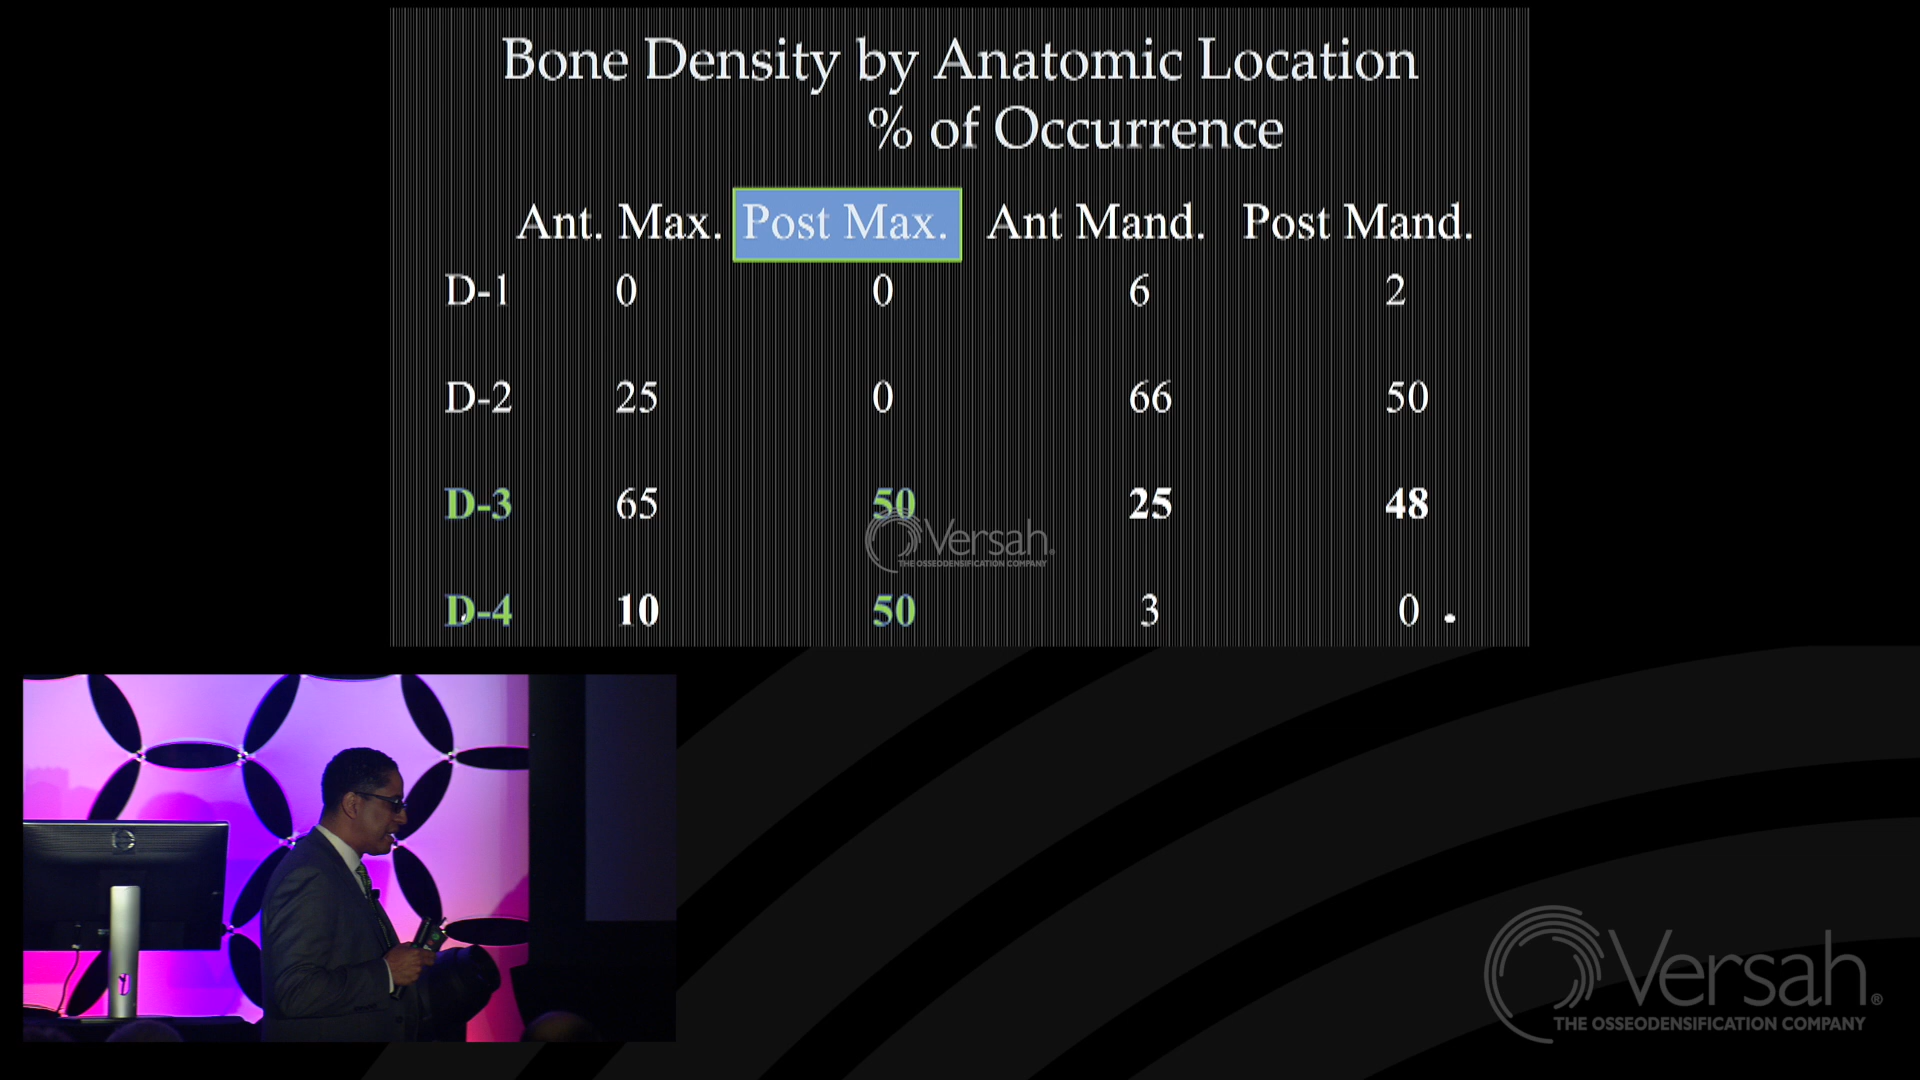 Bone Density by Anatomic Location
% of Occurrence
Ant. Max. Post Max. Ant Mand. Post Mand.
D-1 0 0 6 2
D-2 25 0 66 50
D-3 65 50 25 48
Versah.
THE OSSEODENSIFICATION COMPANY
D-4 10 50 3 0 .
Versah®
THE OSSEODENSIFICATION COMPANY